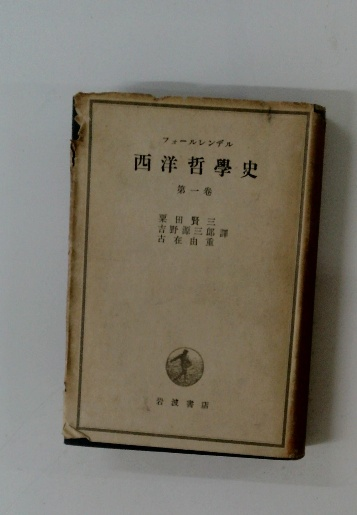 フォールレンデル
西洋哲學史
第一卷
粟田賢三
吉野源三郎譯
古在由重
岩波書店